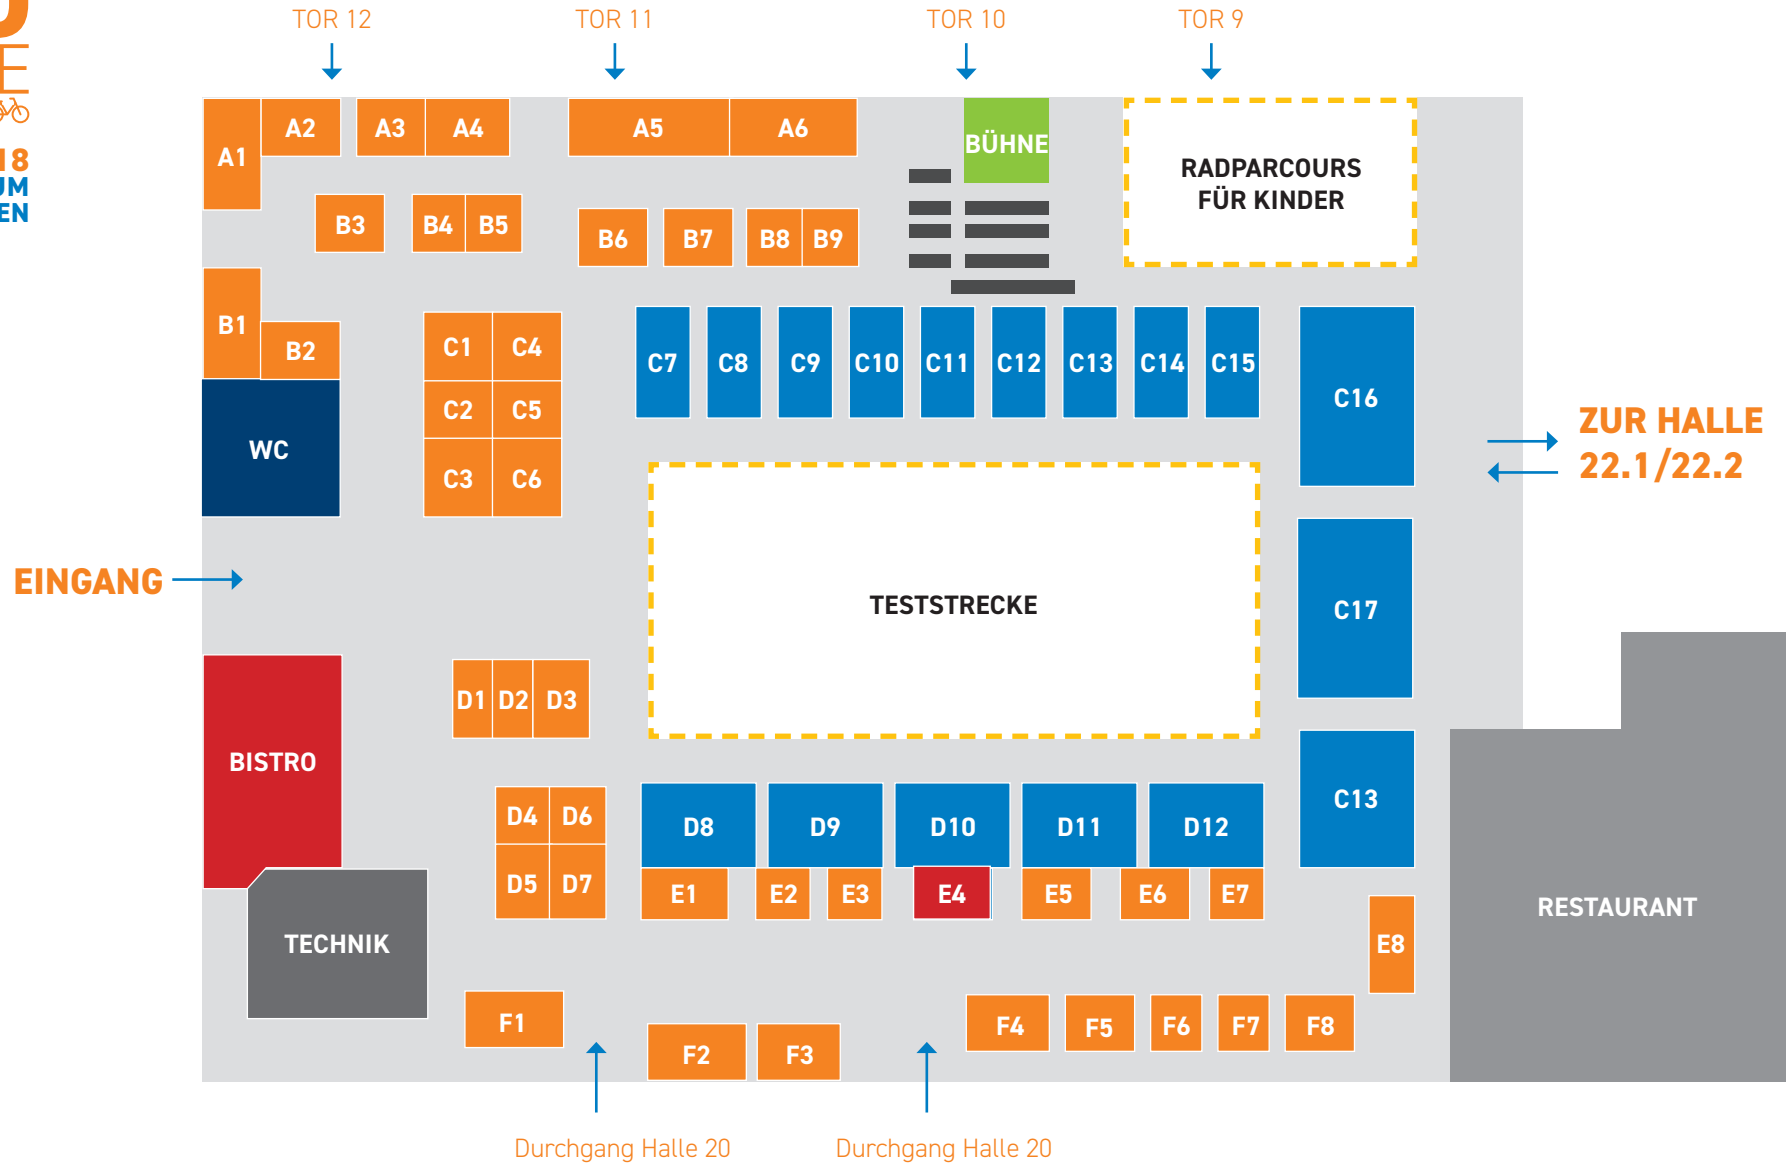 TOR 12
TOR 11
TOR 10
TOR 9
A1
A2
A3
A4
A5
A6
BÜHNE
RADPARCOURS
FÜR KINDER
18
B3
B4
B5
B6
B7
B8
B9
B1
B2
C1
C4
C2
C5
C3
C6
C7
C8
C9
C10
C11
C12
C13
C14
C15
C16
WC
ZUR HALLE
22.1/22.2
EINGANG
TESTSTRECKE
C17
D1
D2
D3
BISTRO
C13
D4
D6
D5
D7
D8
D9
D10
D11
D12
E1
E2
E3
E4
E5
E6
E7
E8
RESTAURANT
TECHNIK
F1
F2
F3
F4
F5
F6
F7
F8
Durchgang Halle 20
Durchgang Halle 20